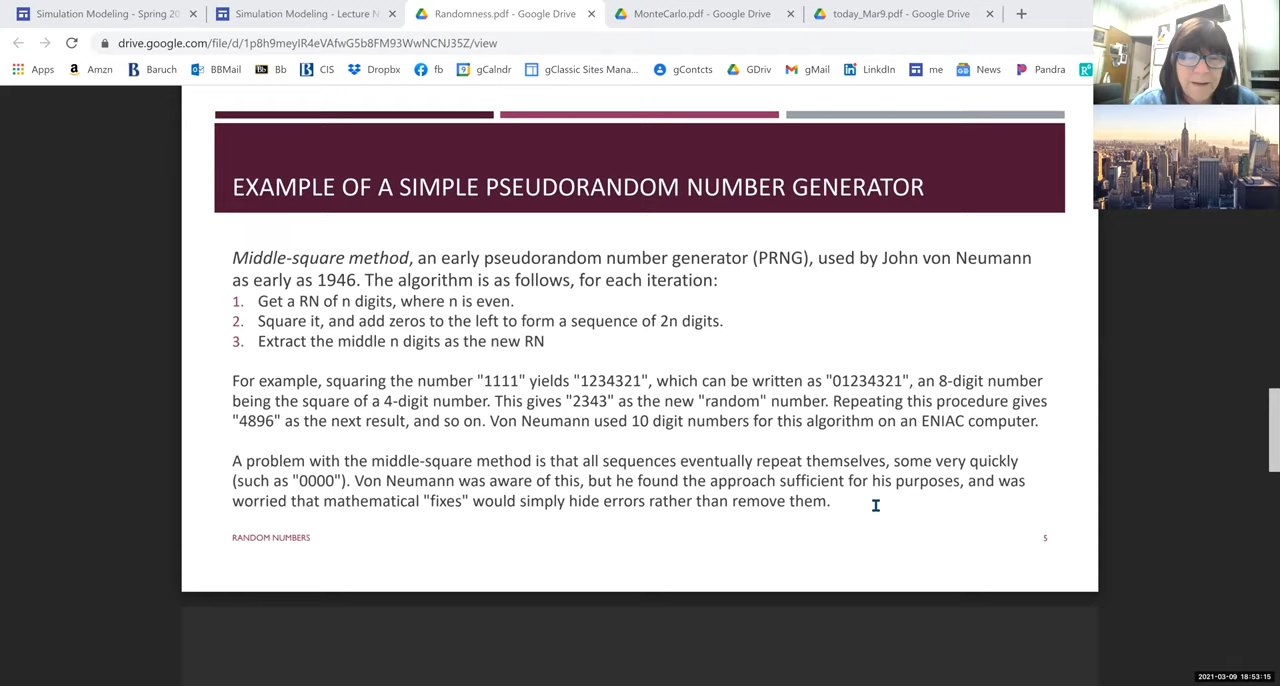 Simulation Modeling - Spring 20
Simulation Modeling - Lecture N
Randomness.pdf - Google Drive
MonteCarlo.pdf - Google Drive
today_Mar9.pdf - Google Drive
drive.google.com/file/d/1p8h9meyIR4eVAfwG5b8FM93WwNCNJ35Z/view
Apps Amzn Baruch BBMail Bb CIS Dropbx fb gCalndr gClassic Sites Mana... gContcts GDriv gMail LinkdIn me News Pandra
EXAMPLE OF A SIMPLE PSEUDORANDOM NUMBER GENERATOR
Middle-square method, an early pseudorandom number generator (PRNG), used by John von Neumann
as early as 1946. The algorithm is as follows, for each iteration:
1. Get a RN of n digits, where n is even.
2. Square it, and add zeros to the left to form a sequence of 2n digits.
3. Extract the middle n digits as the new RN
For example, squaring the number "1111" yields "1234321", which can be written as "01234321", an 8-digit number
being the square of a 4-digit number. This gives "2343" as the new "random" number. Repeating this procedure gives
"4896" as the next result, and so on. Von Neumann used 10 digit numbers for this algorithm on an ENIAC computer.
A problem with the middle-square method is that all sequences eventually repeat themselves, some very quickly
(such as "0000"). Von Neumann was aware of this, but he found the approach sufficient for his purposes, and was
worried that mathematical "fixes" would simply hide errors rather than remove them.
RANDOM NUMBERS 5
2021-03-09 18:53:15